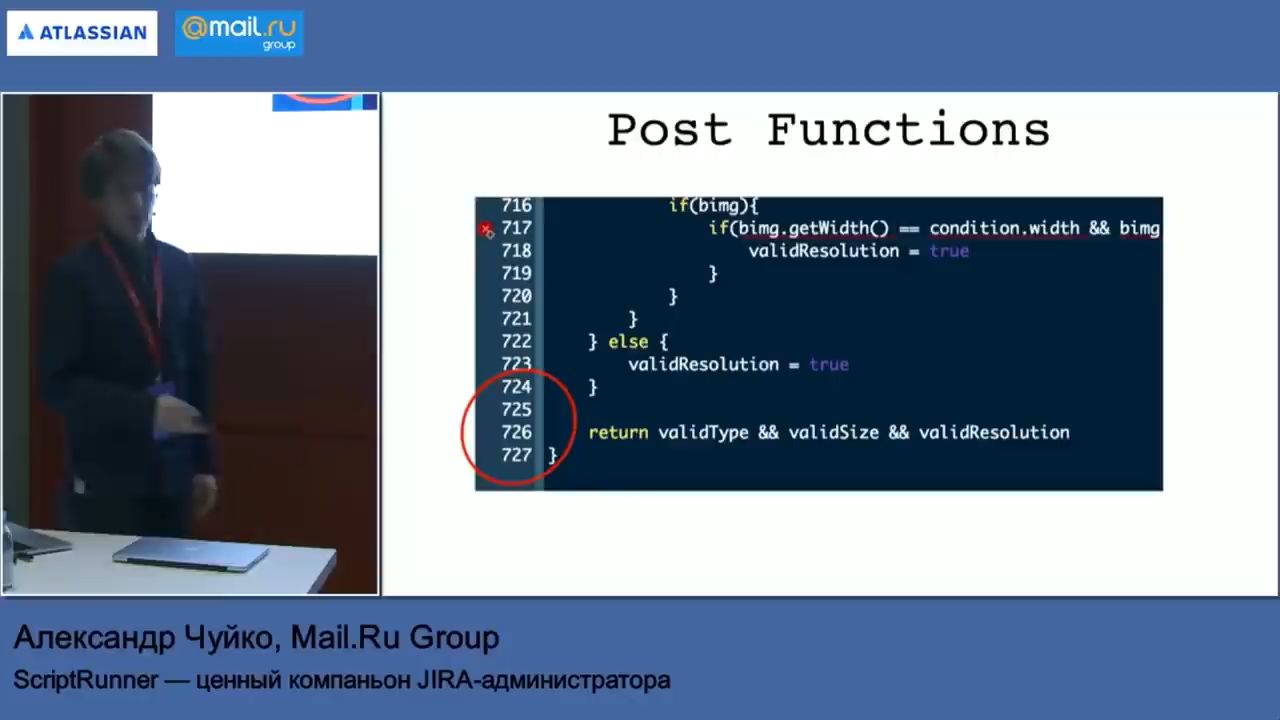 ATLASSIAN
@mail.ru
group
Post Functions
716 if(bimg){
717 if(bimg.getWidth() == condition.width && bimg
718 validResolution = true
719 }
720 }
721 }
722 } else {
723 validResolution = true
724 }
725
726 return validType && validSize && validResolution
727 }
Александр Чуйко, Mail.Ru Group
ScriptRunner — ценный компаньон JIRA-администратора